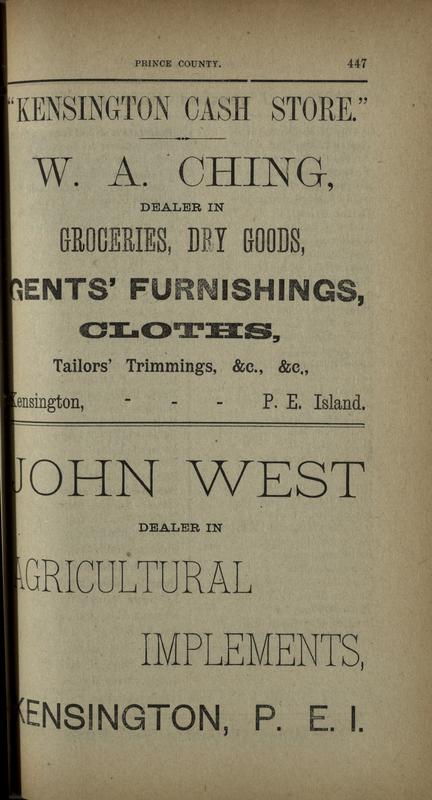 PRINCE COUNTY. 447
"KENSINGTON CASH STORE."
W. A. CHING,
DEALER IN
GROCERIES, DRY GOODS,
GENTS' FURNISHINGS,
CLOTHS,
Tailors' Trimmings, &c., &c.,
Kensington, - - - P. E. Island.
JOHN WEST
DEALER IN
AGRICULTURAL
IMPLEMENTS,
KENSINGTON, P. E. I.